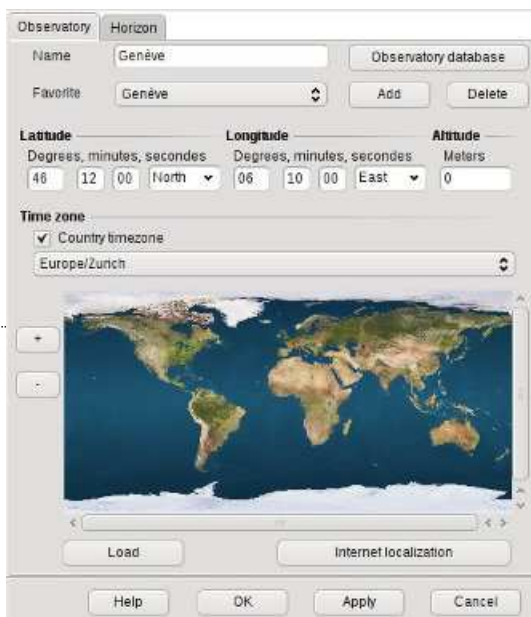 Observatory Horizon
Name Genève Observatory database
Favorite Genève Add Delete
Latitude Longitude Altitude
Degrees, minutes, secondes Degrees, minutes, secondes Meters
46 12 00 North 06 10 00 East 0
Time zone
Country timezone
Europe/Zurich
+
-
Load Internet localization
Help OK Apply Cancel